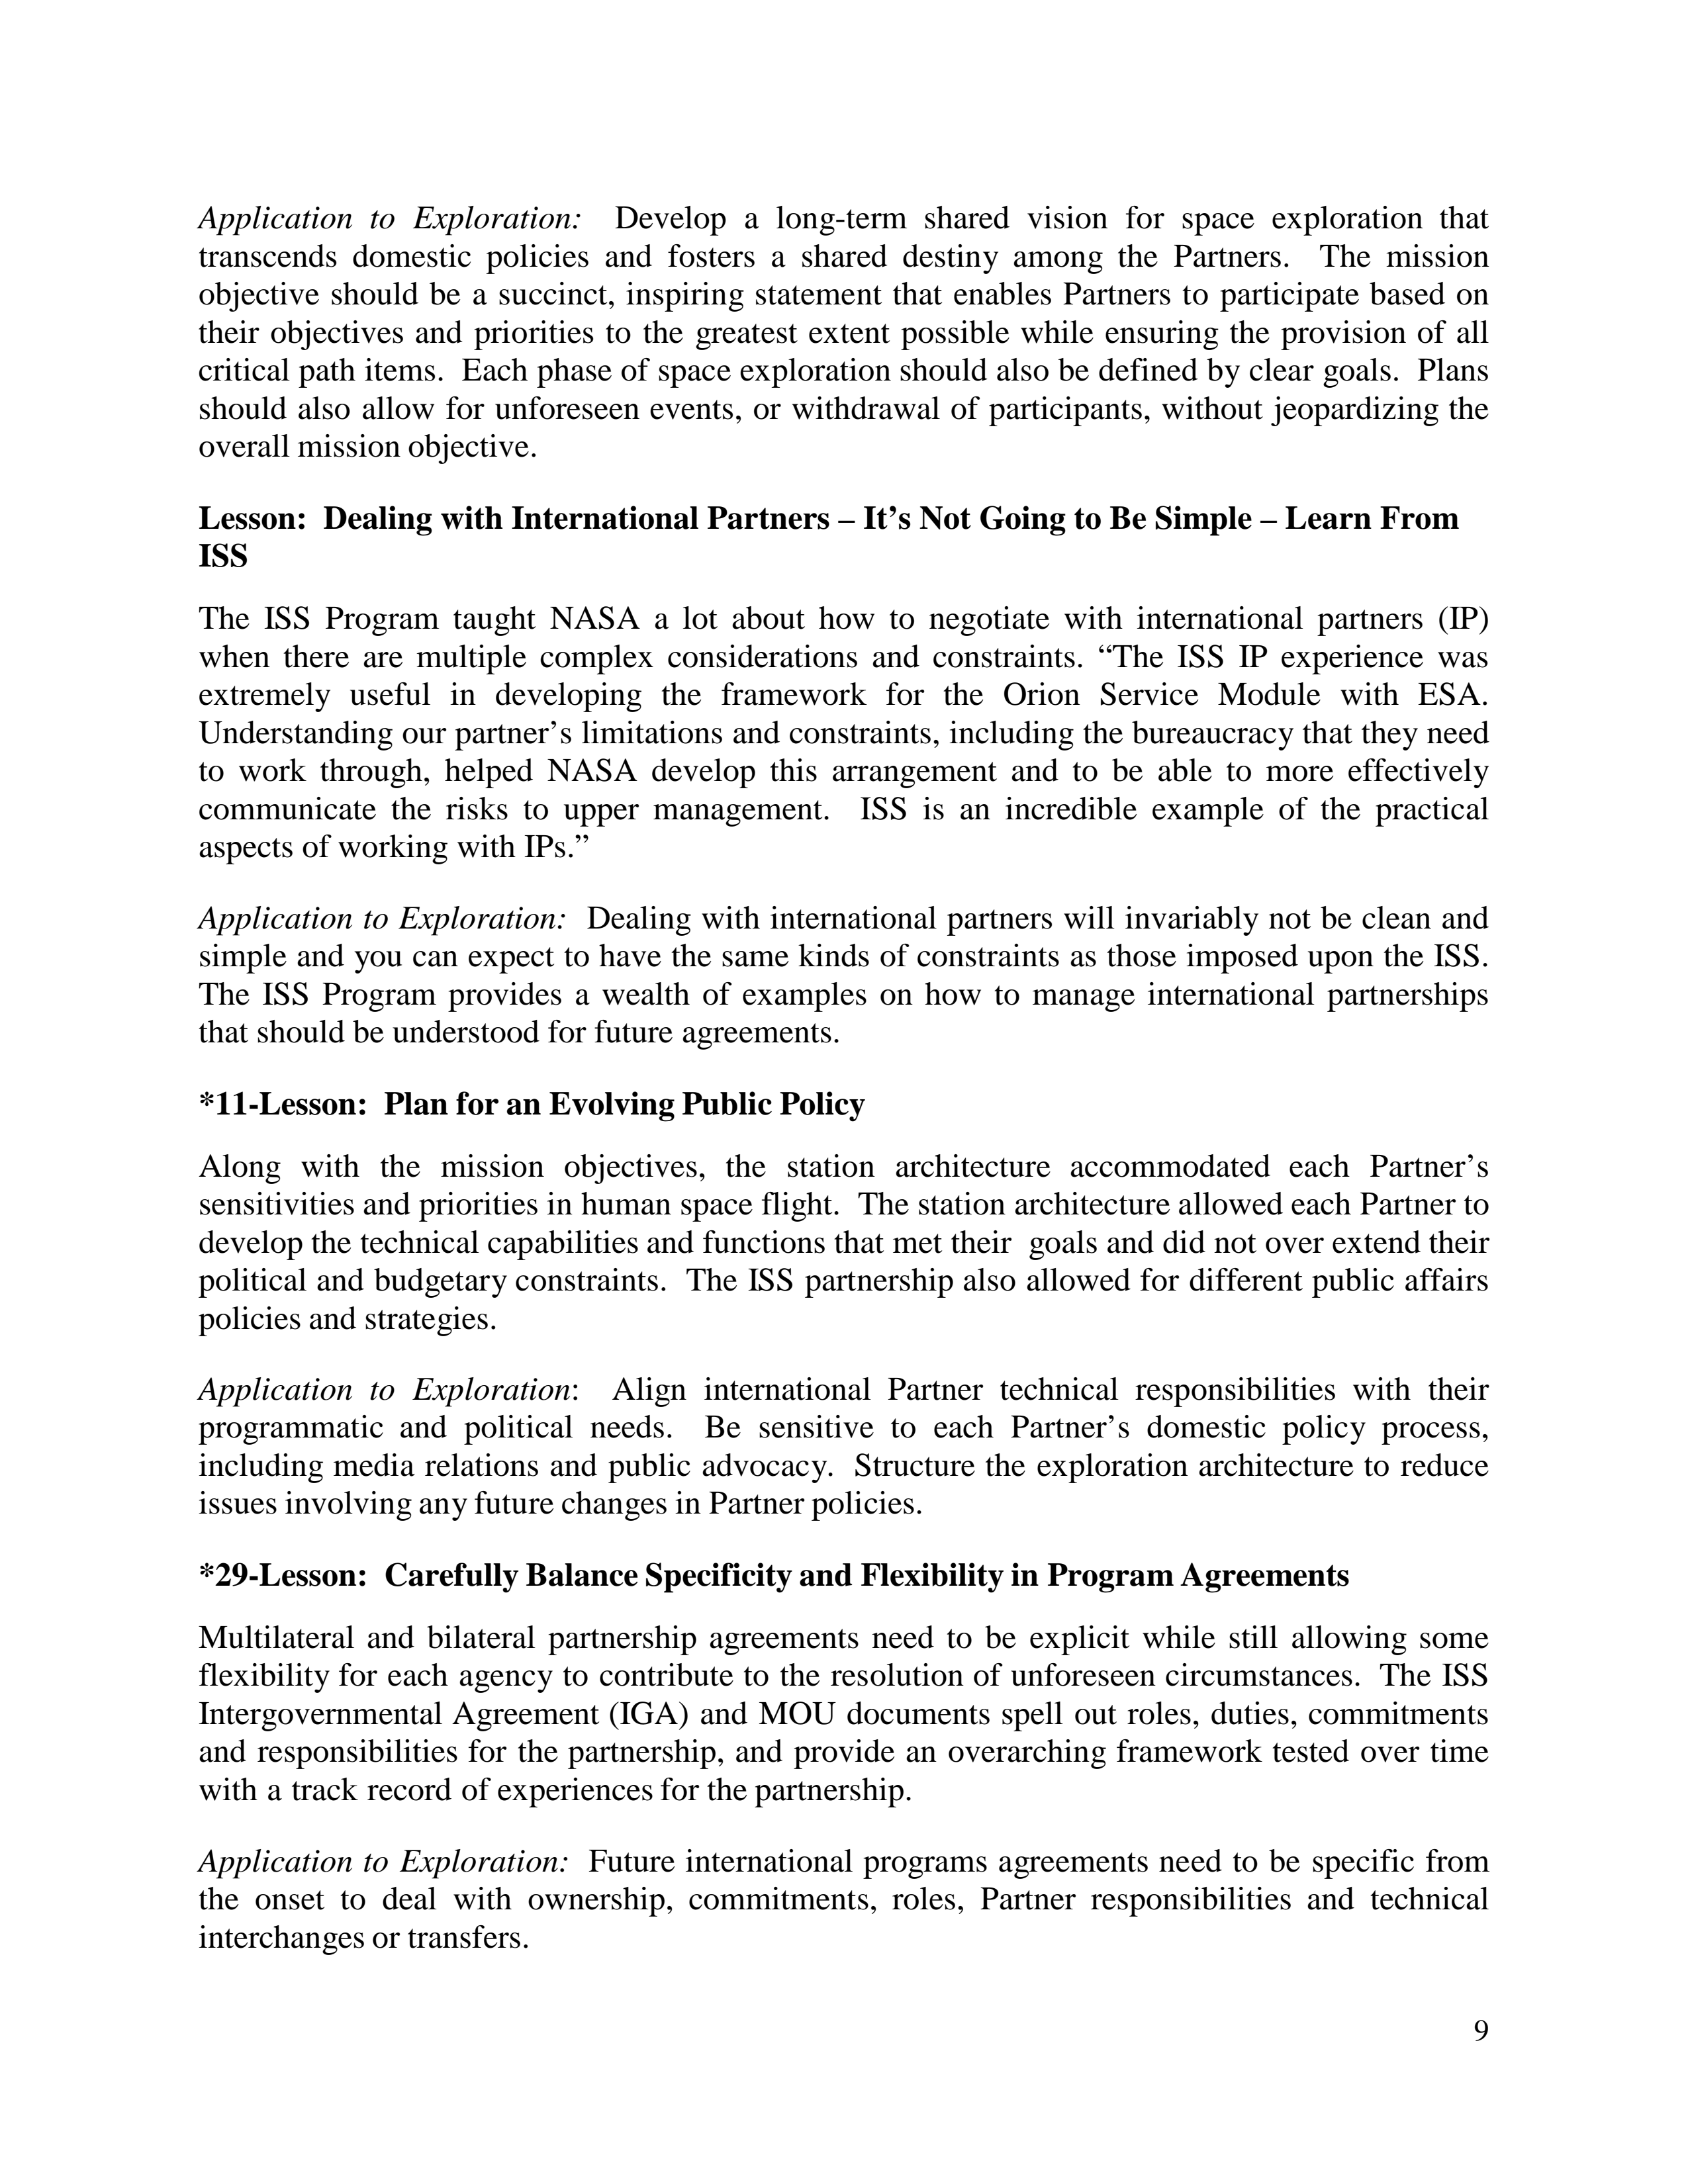 Application to Exploration: Develop a long-term shared vision for space exploration that
transcends domestic policies and fosters a shared destiny among the Partners. The mission
objective should be a succinct, inspiring statement that enables Partners to participate based on
their objectives and priorities to the greatest extent possible while ensuring the provision of all
critical path items. Each phase of space exploration should also be defined by clear goals. Plans
should also allow for unforeseen events, or withdrawal of participants, without jeopardizing the
overall mission objective.
Lesson: Dealing with International Partners – It’s Not Going to Be Simple – Learn From
ISS
The ISS Program taught NASA a lot about how to negotiate with international partners (IP)
when there are multiple complex considerations and constraints. “The ISS IP experience was
extremely useful in developing the framework for the Orion Service Module with ESA.
Understanding our partner’s limitations and constraints, including the bureaucracy that they need
to work through, helped NASA develop this arrangement and to be able to more effectively
communicate the risks to upper management. ISS is an incredible example of the practical
aspects of working with IPs.”
Application to Exploration: Dealing with international partners will invariably not be clean and
simple and you can expect to have the same kinds of constraints as those imposed upon the ISS.
The ISS Program provides a wealth of examples on how to manage international partnerships
that should be understood for future agreements.
*11-Lesson: Plan for an Evolving Public Policy
Along with the mission objectives, the station architecture accommodated each Partner’s
sensitivities and priorities in human space flight. The station architecture allowed each Partner to
develop the technical capabilities and functions that met their goals and did not over extend their
political and budgetary constraints. The ISS partnership also allowed for different public affairs
policies and strategies.
Application to Exploration: Align international Partner technical responsibilities with their
programmatic and political needs. Be sensitive to each Partner’s domestic policy process,
including media relations and public advocacy. Structure the exploration architecture to reduce
issues involving any future changes in Partner policies.
*29-Lesson: Carefully Balance Specificity and Flexibility in Program Agreements
Multilateral and bilateral partnership agreements need to be explicit while still allowing some
flexibility for each agency to contribute to the resolution of unforeseen circumstances. The ISS
Intergovernmental Agreement (IGA) and MOU documents spell out roles, duties, commitments
and responsibilities for the partnership, and provide an overarching framework tested over time
with a track record of experiences for the partnership.
Application to Exploration: Future international programs agreements need to be specific from
the onset to deal with ownership, commitments, roles, Partner responsibilities and technical
interchanges or transfers.
9